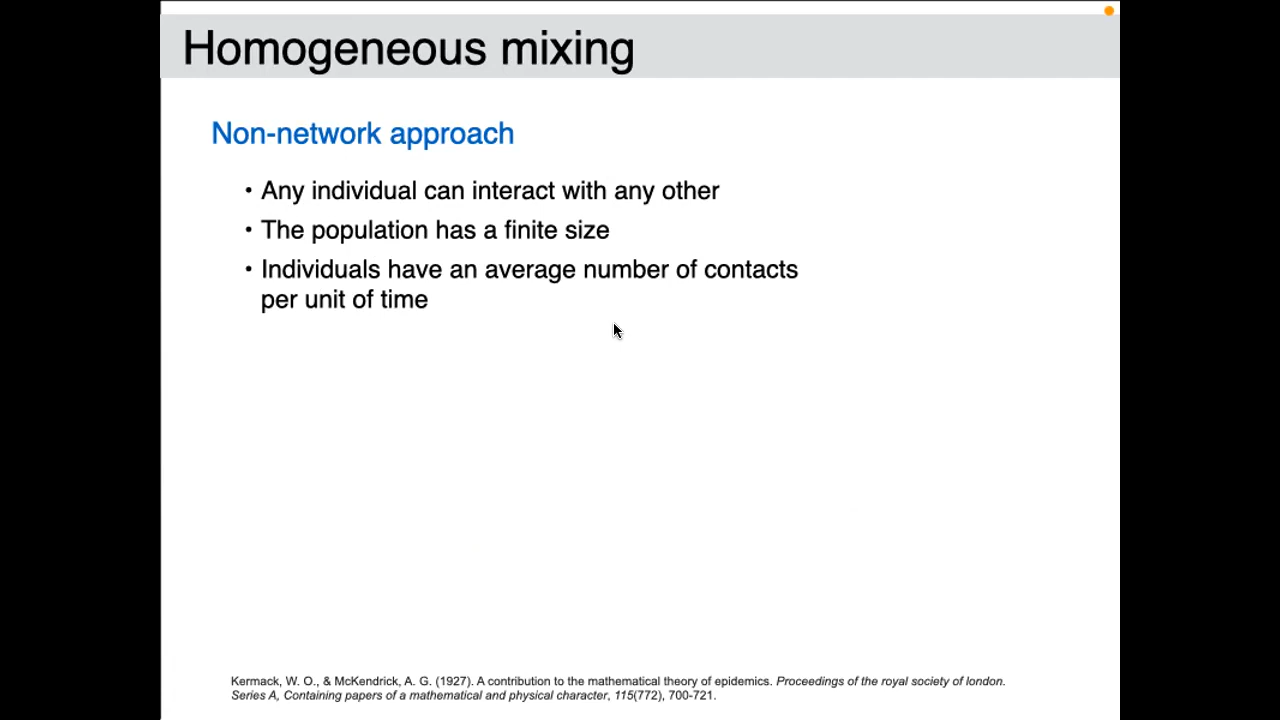 Homogeneous mixing
Non-network approach
• Any individual can interact with any other
• The population has a finite size
• Individuals have an average number of contacts
per unit of time
Kermack, W. O., & McKendrick, A. G. (1927). A contribution to the mathematical theory of epidemics. Proceedings of the royal society of london.
Series A, Containing papers of a mathematical and physical character, 115(772), 700-721.